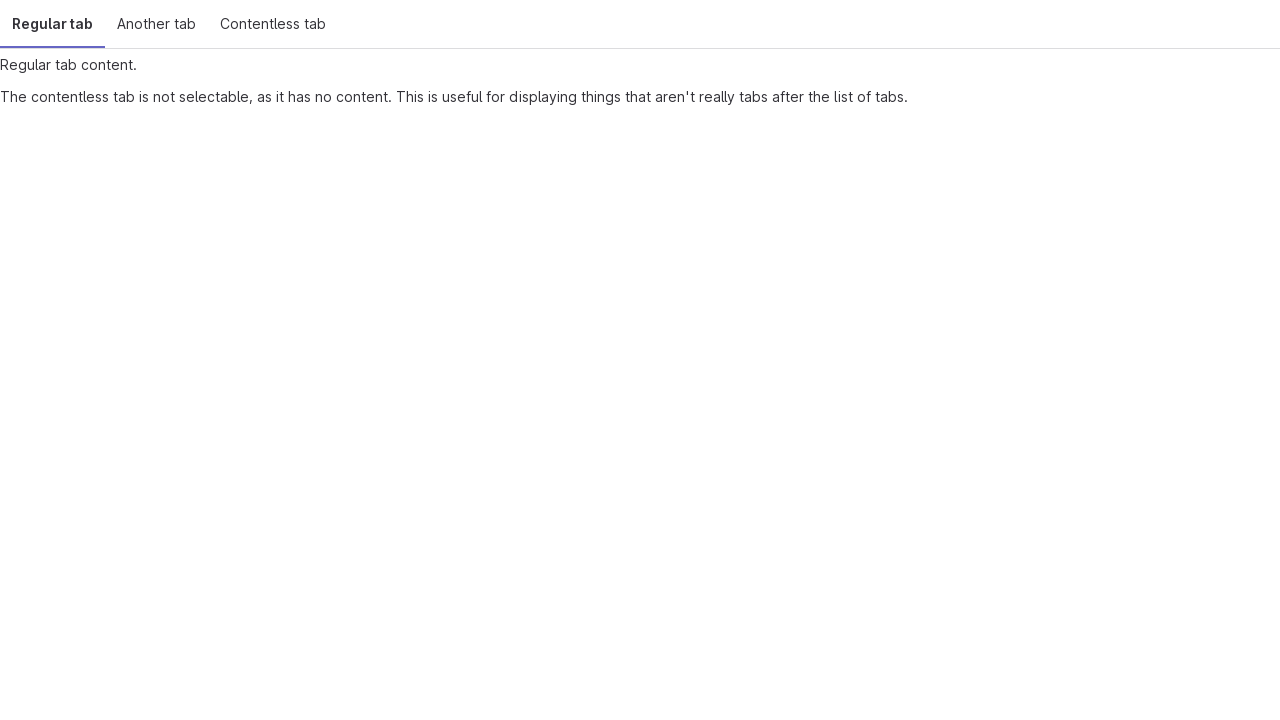 Regular tab Another tab Contentless tab
Regular tab content.
The contentless tab is not selectable, as it has no content. This is useful for displaying things that aren't really tabs after the list of tabs.